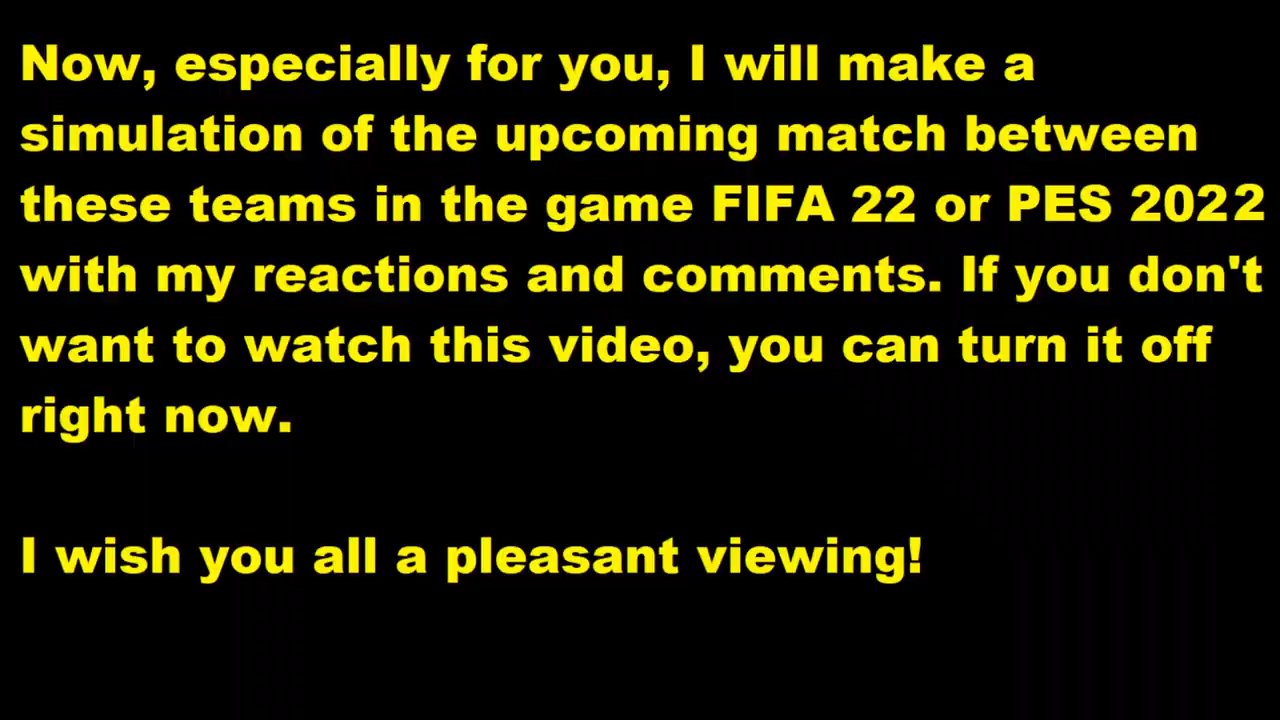 Now, especially for you, I will make a
simulation of the upcoming match between
these teams in the game FIFA 22 or PES 2022
with my reactions and comments. If you don't
want to watch this video, you can turn it off
right now.
I wish you all a pleasant viewing!